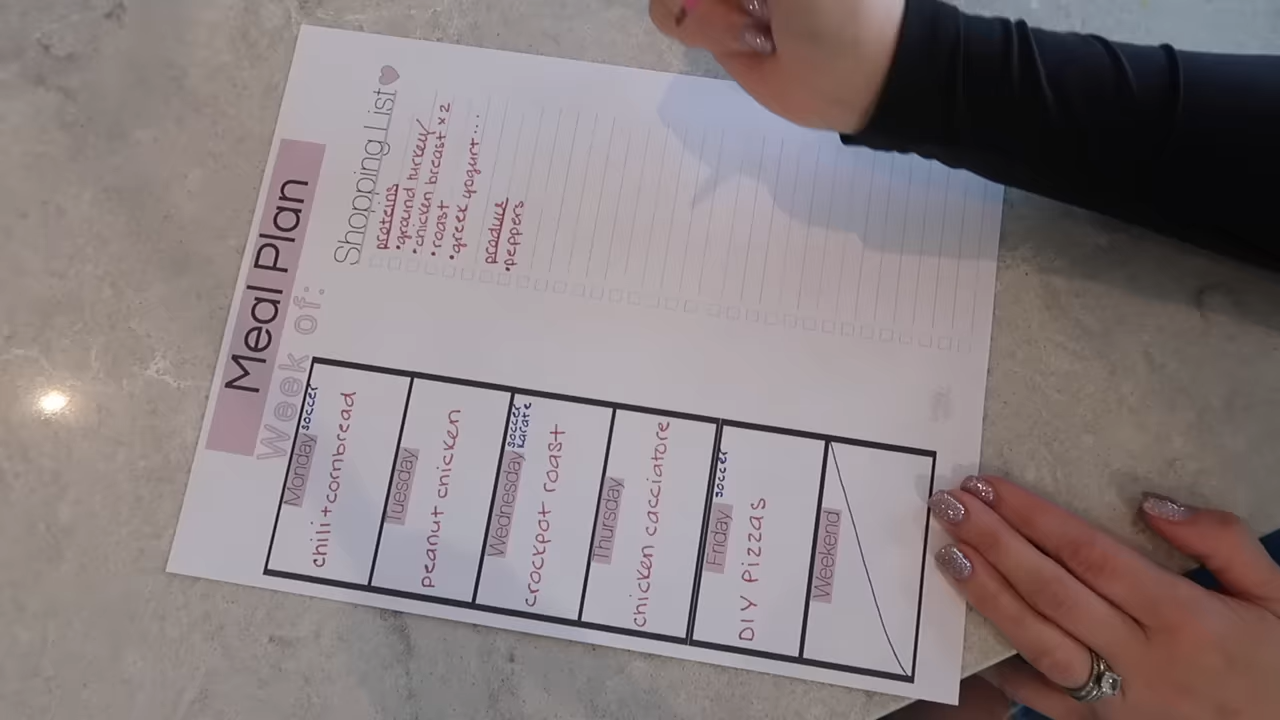 Meal Plan
Week of:
Monday soccer
chili+cornbread
Tuesday
peanut chicken
Wednesday soccer
karate
crockpot roast
Thursday
chicken cacciatore
Friday soccer
DIY Pizzas
Weekend
Shopping List
proteins
•ground turkey
•chicken breast x2
•roast
•greek yogurt...
produce
•peppers